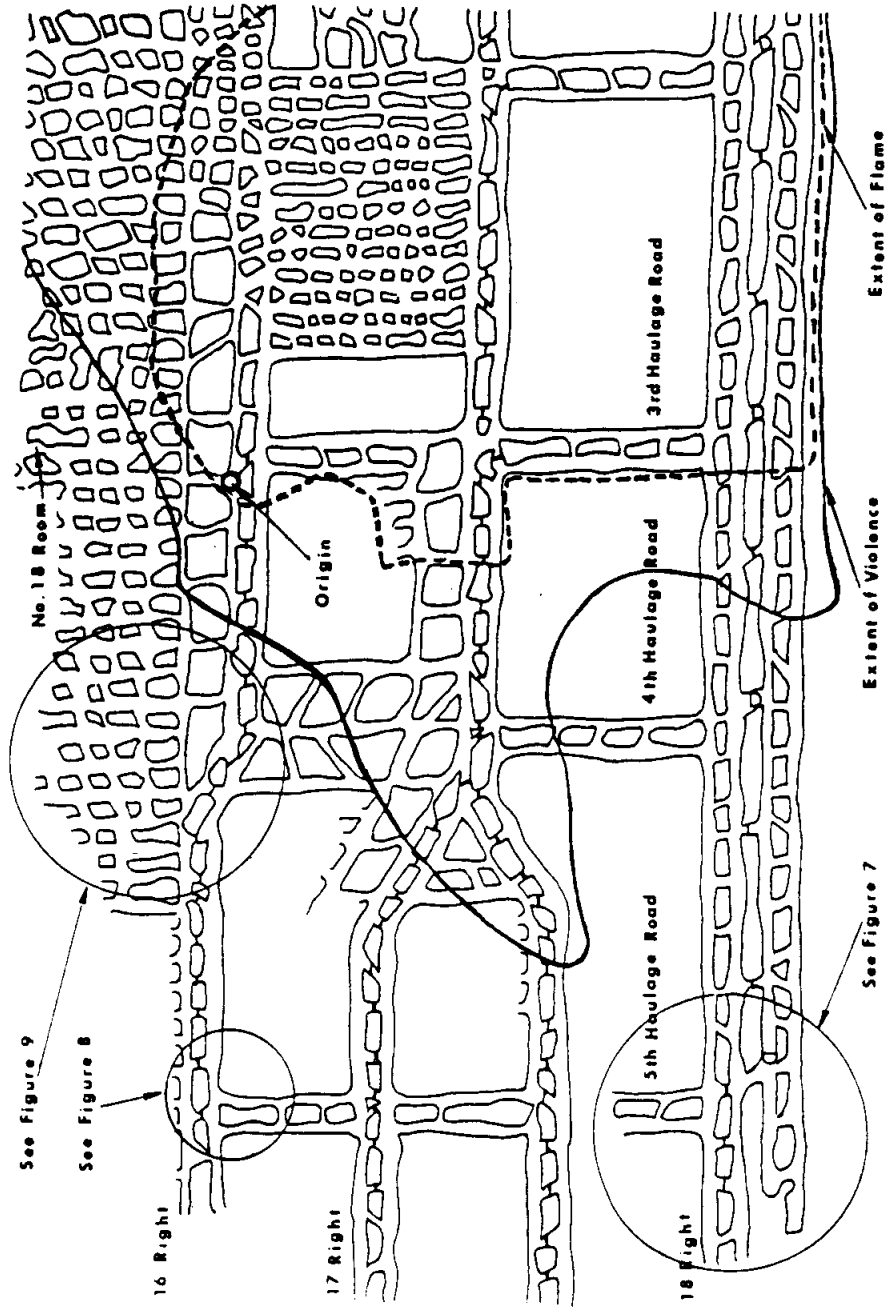 See Figure 9
See Figure 8
16 Right
17 Right
18 Right
No. 18 Room
Origin
5th Haulage Road
4th Haulage Road
3rd Haulage Road
See Figure 7
Extent of Violence
Extent of Flame